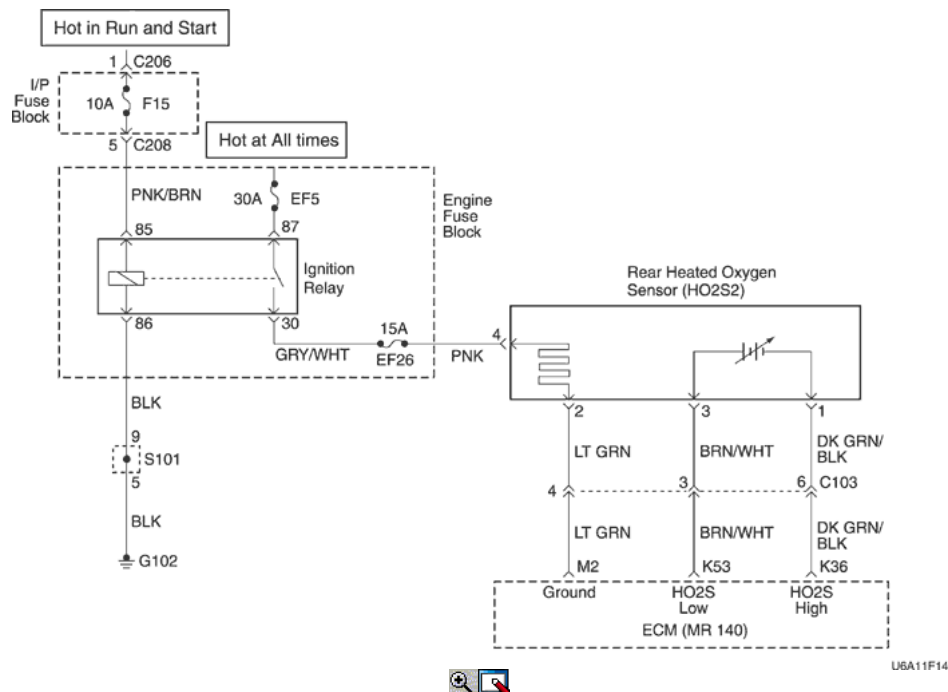 Hot in Run and Start
1 C206
I/P
Fuse
Block
10A F15
5 C208
Hot at All times
PNK/BRN
30A EF5
Engine
Fuse
Block
85
87
Ignition
Relay
86
30
15A
GRY/WHT
EF26
PNK
Rear Heated Oxygen
Sensor (HO2S2)
4
2
3
1
BLK
9
S101
5
BLK
G102
LT GRN
BRN/WHT
DK GRN/
BLK
4
3
6 C103
LT GRN
BRN/WHT
DK GRN/
BLK
M2
K53
K36
Ground
HO2S
Low
HO2S
High
ECM (MR 140)
U6A11F14